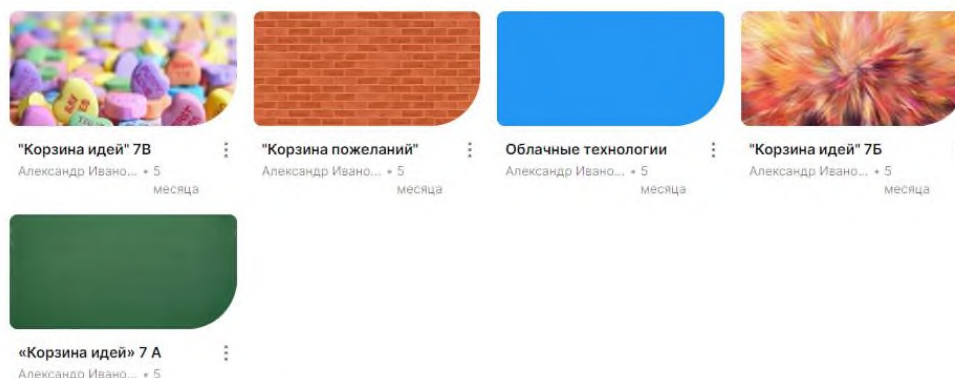 "Корзина идей" 7В
Александр Ивано... • 5
месяца
"Корзина пожеланий"
Александр Ивано... • 5
месяца
Облачные технологии
Александр Ивано... • 5
месяца
"Корзина идей" 7Б
Александр Ивано... • 5
месяца
«Корзина идей» 7 А
Александр Ивано... • 5